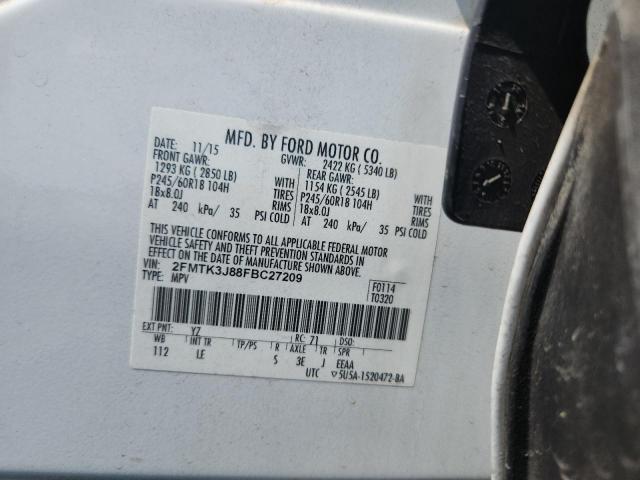 MFD. BY FORD MOTOR CO.
DATE: 11/15 GVWR: 2422 KG ( 5340 LB)
FRONT GAWR: REAR GAWR:
1293 KG ( 2850 LB) WITH 1154 KG ( 2545 LB) WITH
P245/60R18 104H TIRES P245/60R18 104H TIRES
18x8.0J RIMS 18x8.0J RIMS
AT 240 kPa/ 35 PSI COLD AT 240 kPa/ 35 PSI COLD
THIS VEHICLE CONFORMS TO ALL APPLICABLE FEDERAL MOTOR
VEHICLE SAFETY AND THEFT PREVENTION STANDARDS IN
EFFECT ON THE DATE OF MANUFACTURE SHOWN ABOVE.
VIN: 2FMTK3J88FBC27209 F0114
TYPE: MPV T0320
EXT PNT: YZ RC: 71 DSO:
WB INT TR TP/PS R AXLE TR SPR
112 LE S 3E J EEAA
UTC ▽5U5A-1520472-BA